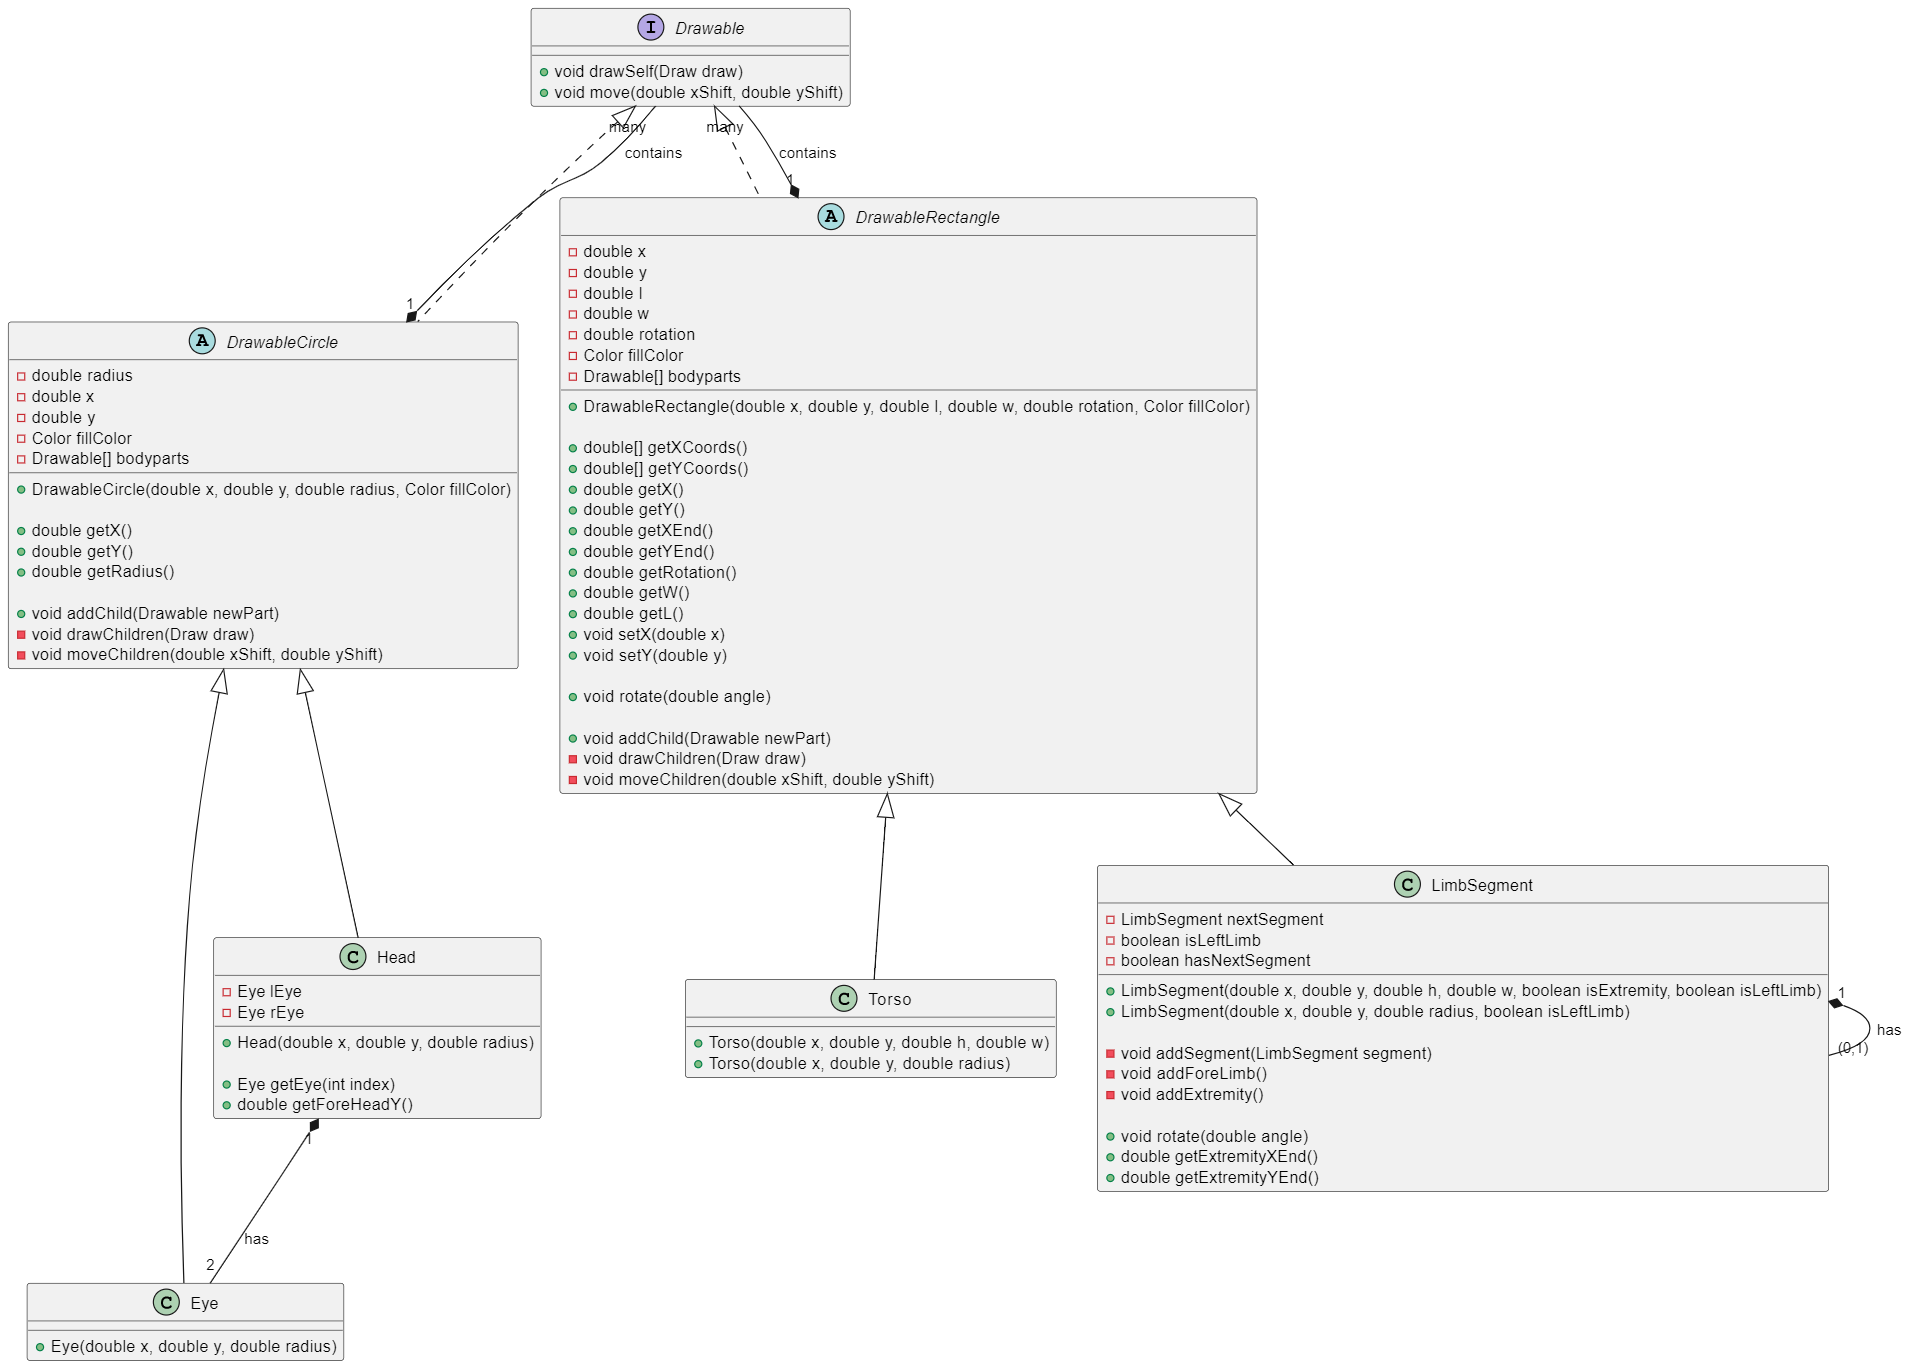 I Drawable
void drawSelf(Draw draw)
void move(double xShift, double yShift)
many
many
contains
contains
1
1
A DrawableRectangle
double x
double y
double l
double w
double rotation
Color fillColor
Drawable[] bodyparts
DrawableRectangle(double x, double y, double l, double w, double rotation, Color fillColor)
double[] getXCoords()
double[] getYCoords()
double getX()
double getY()
double getXEnd()
double getYEnd()
double getRotation()
double getW()
double getL()
void setX(double x)
void setY(double y)
void rotate(double angle)
void addChild(Drawable newPart)
void drawChildren(Draw draw)
void moveChildren(double xShift, double yShift)
A DrawableCircle
double radius
double x
double y
Color fillColor
Drawable[] bodyparts
DrawableCircle(double x, double y, double radius, Color fillColor)
double getX()
double getY()
double getRadius()
void addChild(Drawable newPart)
void drawChildren(Draw draw)
void moveChildren(double xShift, double yShift)
C LimbSegment
LimbSegment nextSegment
boolean isLeftLimb
boolean hasNextSegment
LimbSegment(double x, double y, double h, double w, boolean isExtremity, boolean isLeftLimb)
LimbSegment(double x, double y, double radius, boolean isLeftLimb)
void addSegment(LimbSegment segment)
void addForeLimb()
void addExtremity()
void rotate(double angle)
double getExtremityXEnd()
double getExtremityYEnd()
1
has
(0,1)
C Head
Eye lEye
Eye rEye
Head(double x, double y, double radius)
Eye getEye(int index)
double getForeHeadY()
C Torso
Torso(double x, double y, double h, double w)
Torso(double x, double y, double radius)
1
has
2
C Eye
Eye(double x, double y, double radius)